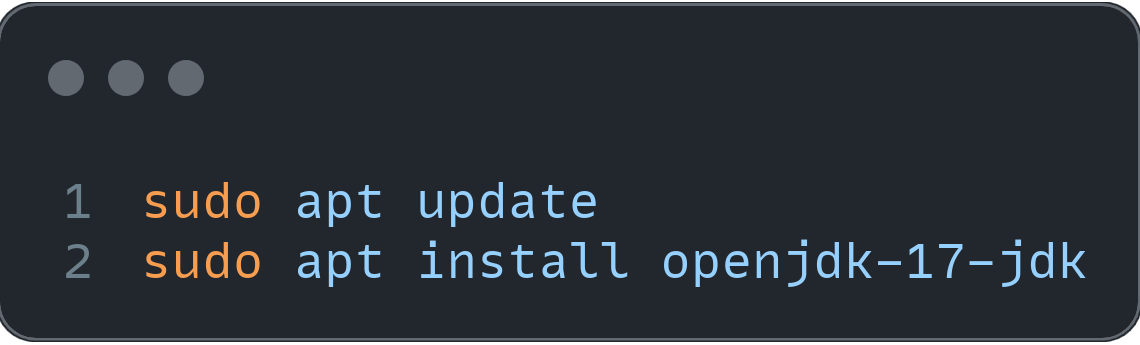 1 sudo apt update
2 sudo apt install openjdk-17-jdk